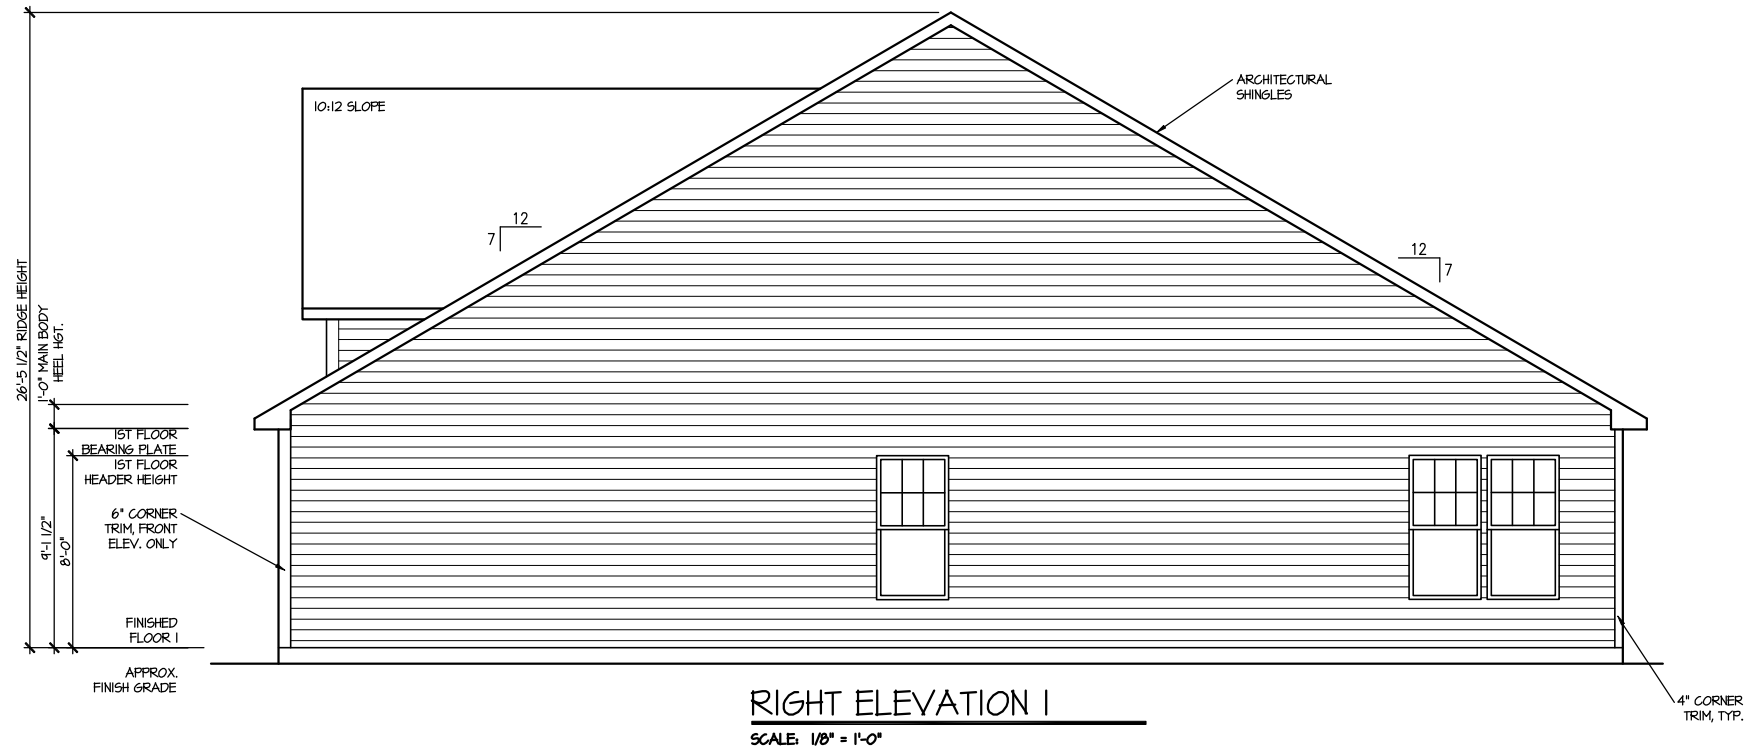 ARCHITECTURAL
SHINGLES
10:12 SLOPE
12
7
12
7
26'-5 1/2" RIDGE HEIGHT
1'-0" MAIN BODY
HEEL HGT.
1ST FLOOR
BEARING PLATE
1ST FLOOR
HEADER HEIGHT
6" CORNER
TRIM, FRONT
ELEV. ONLY
9'-1 1/2"
8'-0"
FINISHED
FLOOR 1
APPROX.
FINISH GRADE
4" CORNER
TRIM, TYP.
RIGHT ELEVATION 1
SCALE: 1/8" = 1'-0"